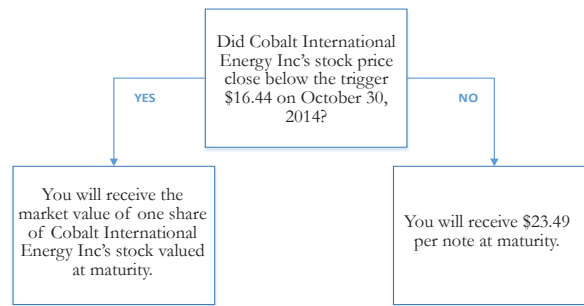 Did Cobalt International
Energy Inc's stock price
close below the trigger
$16.44 on October 30,
2014?
YES
NO
You will receive the
market value of one share
of Cobalt International
Energy Inc's stock valued
at maturity.
You will receive $23.49
per note at maturity.